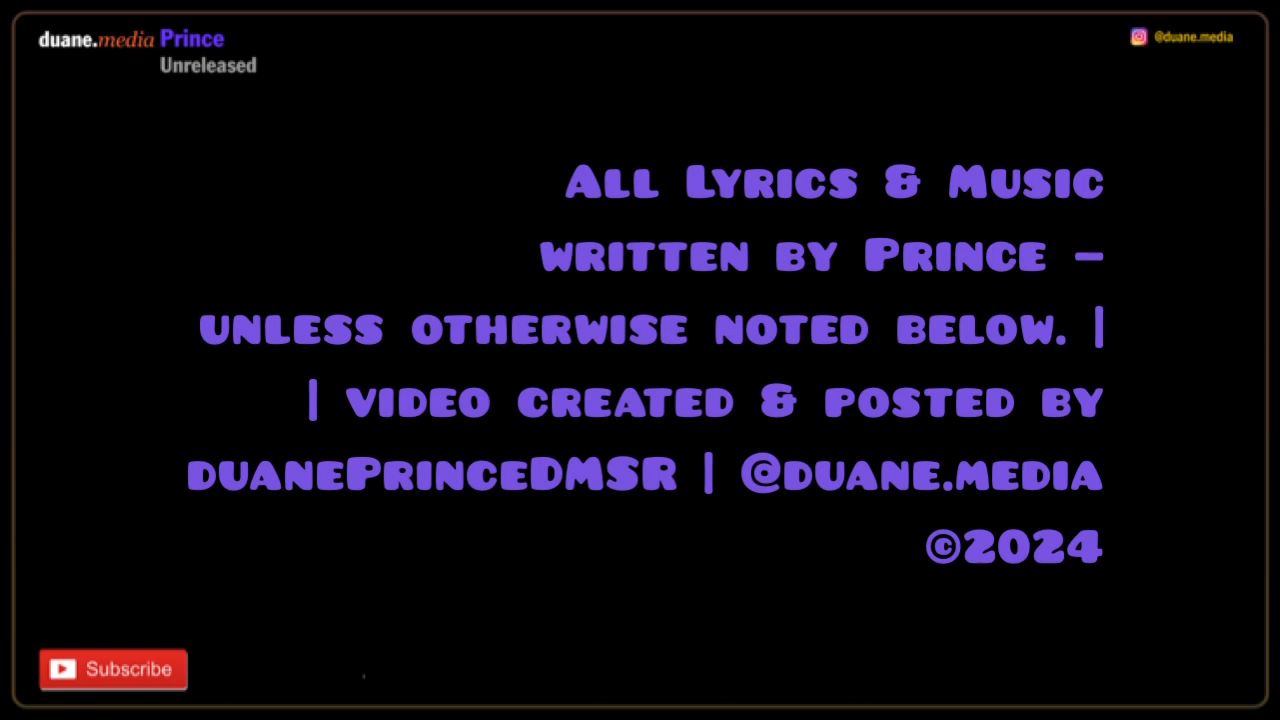 duane.media Prince
Unreleased
@duane.media
All Lyrics & Music
written by Prince –
unless otherwise noted below. |
| video created & posted by
duanePrinceDMSR | @duane.media
©2024
Subscribe